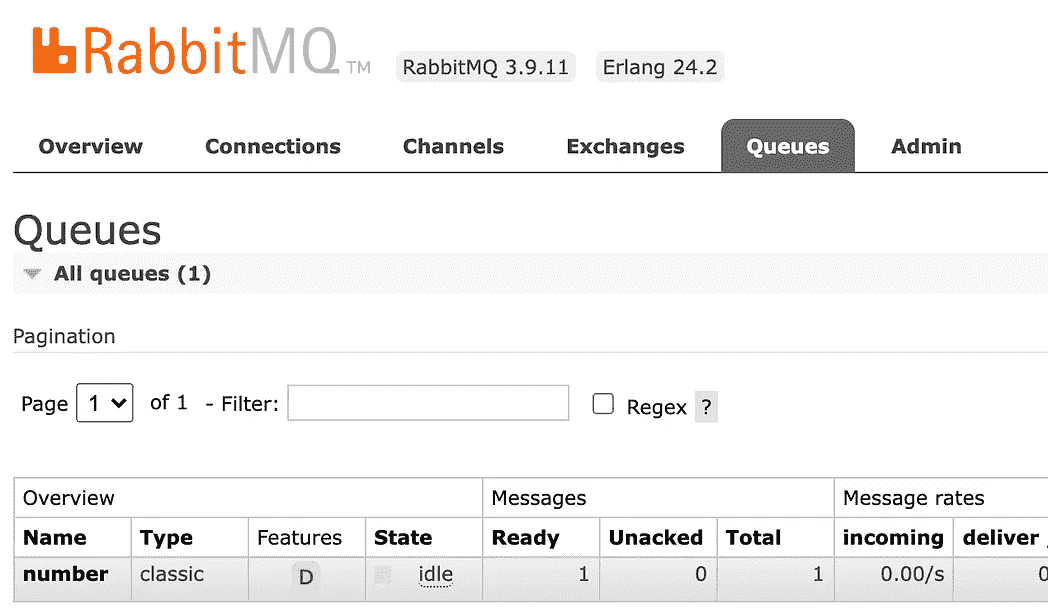 RabbitMQ TM RabbitMQ 3.9.11 Erlang 24.2
Overview Connections Channels Exchanges Queues Admin
Queues
All queues (1)
Pagination
Page 1 of 1 - Filter: Regex ?
Overview Messages Message rates
Name Type Features State Ready Unacked Total incoming deliver
number classic D idle 1 0 1 0.00/s 0